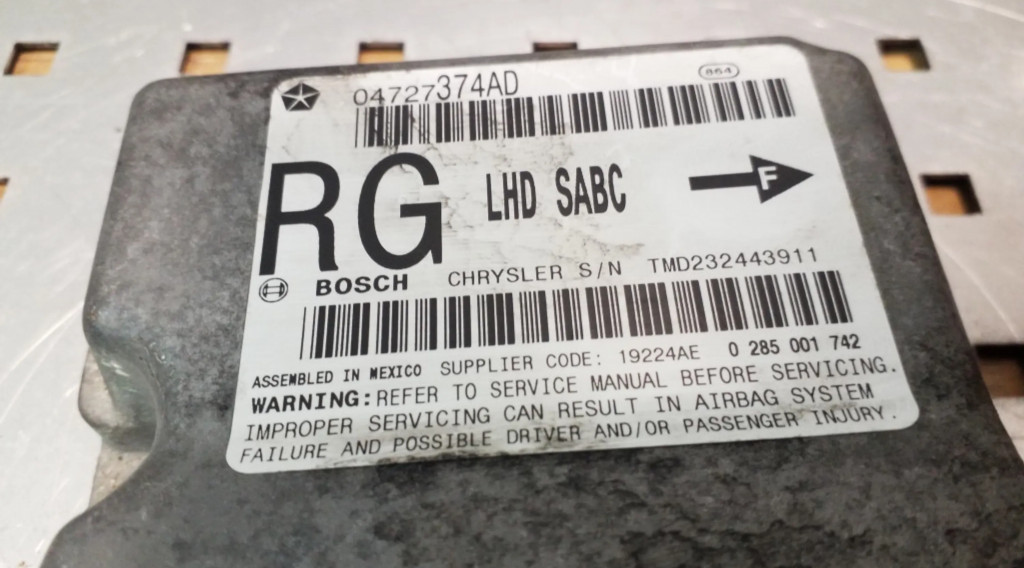 04727374AD
864
RG LHD SABC F
BOSCH CHRYSLER S/N TMD232443911
ASSEMBLED IN MEXICO SUPPLIER CODE: 19224AE 0 285 001 742
WARNING: REFER TO SERVICE MANUAL BEFORE SERVICING.
IMPROPER SERVICING CAN RESULT IN AIRBAG SYSTEM
FAILURE AND POSSIBLE DRIVER AND/OR PASSENGER INJURY.